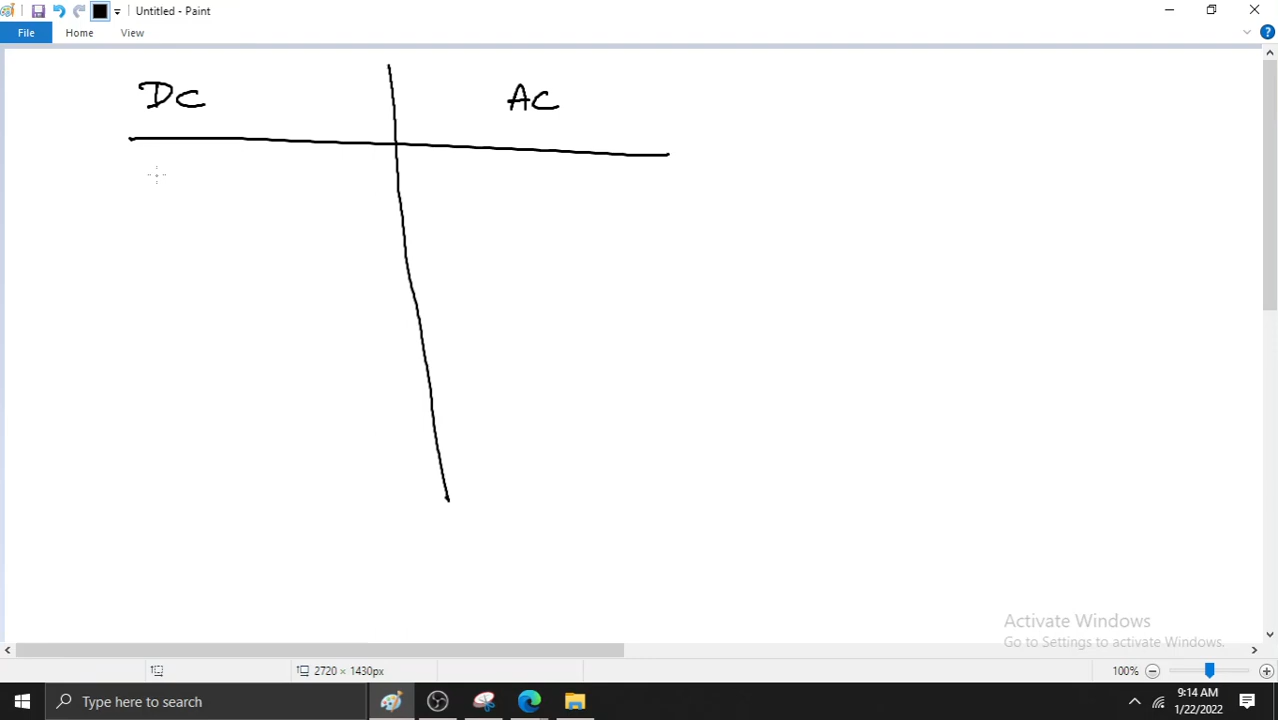 Untitled - Paint
File Home View
DC AC
Activate Windows
Go to Settings to activate Windows.
2720 × 1430px 100%
Type here to search
9:14 AM
1/22/2022